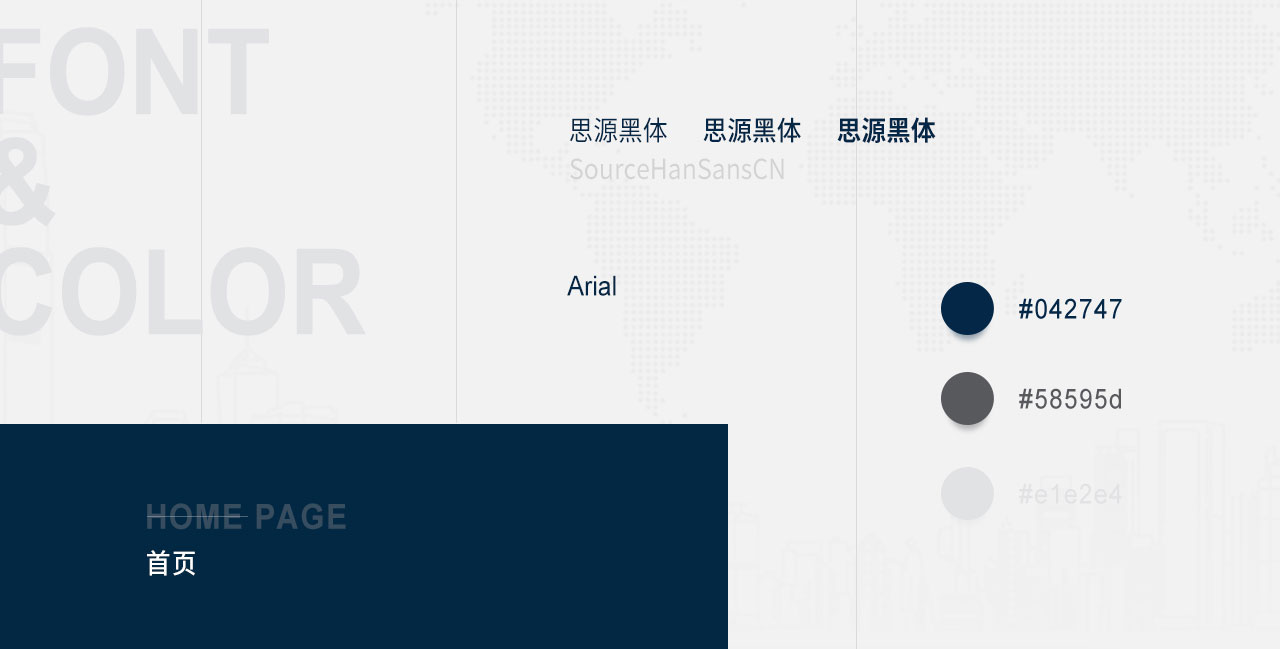 FONT
&
COLOR
思源黑体 思源黑体 思源黑体
SourceHanSansCN
Arial
#042747
#58595d
#e1e2e4
HOME PAGE
首页